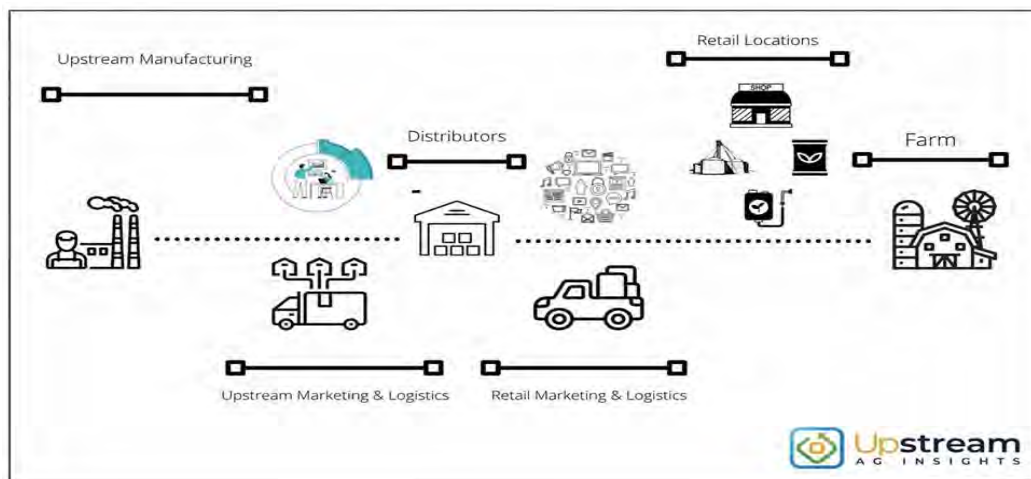 Retail Locations
Upstream Manufacturing
SHOP
Distributors
Farm
Upstream Marketing & Logistics
Retail Marketing & Logistics
Upstream
AG INSIGHTS